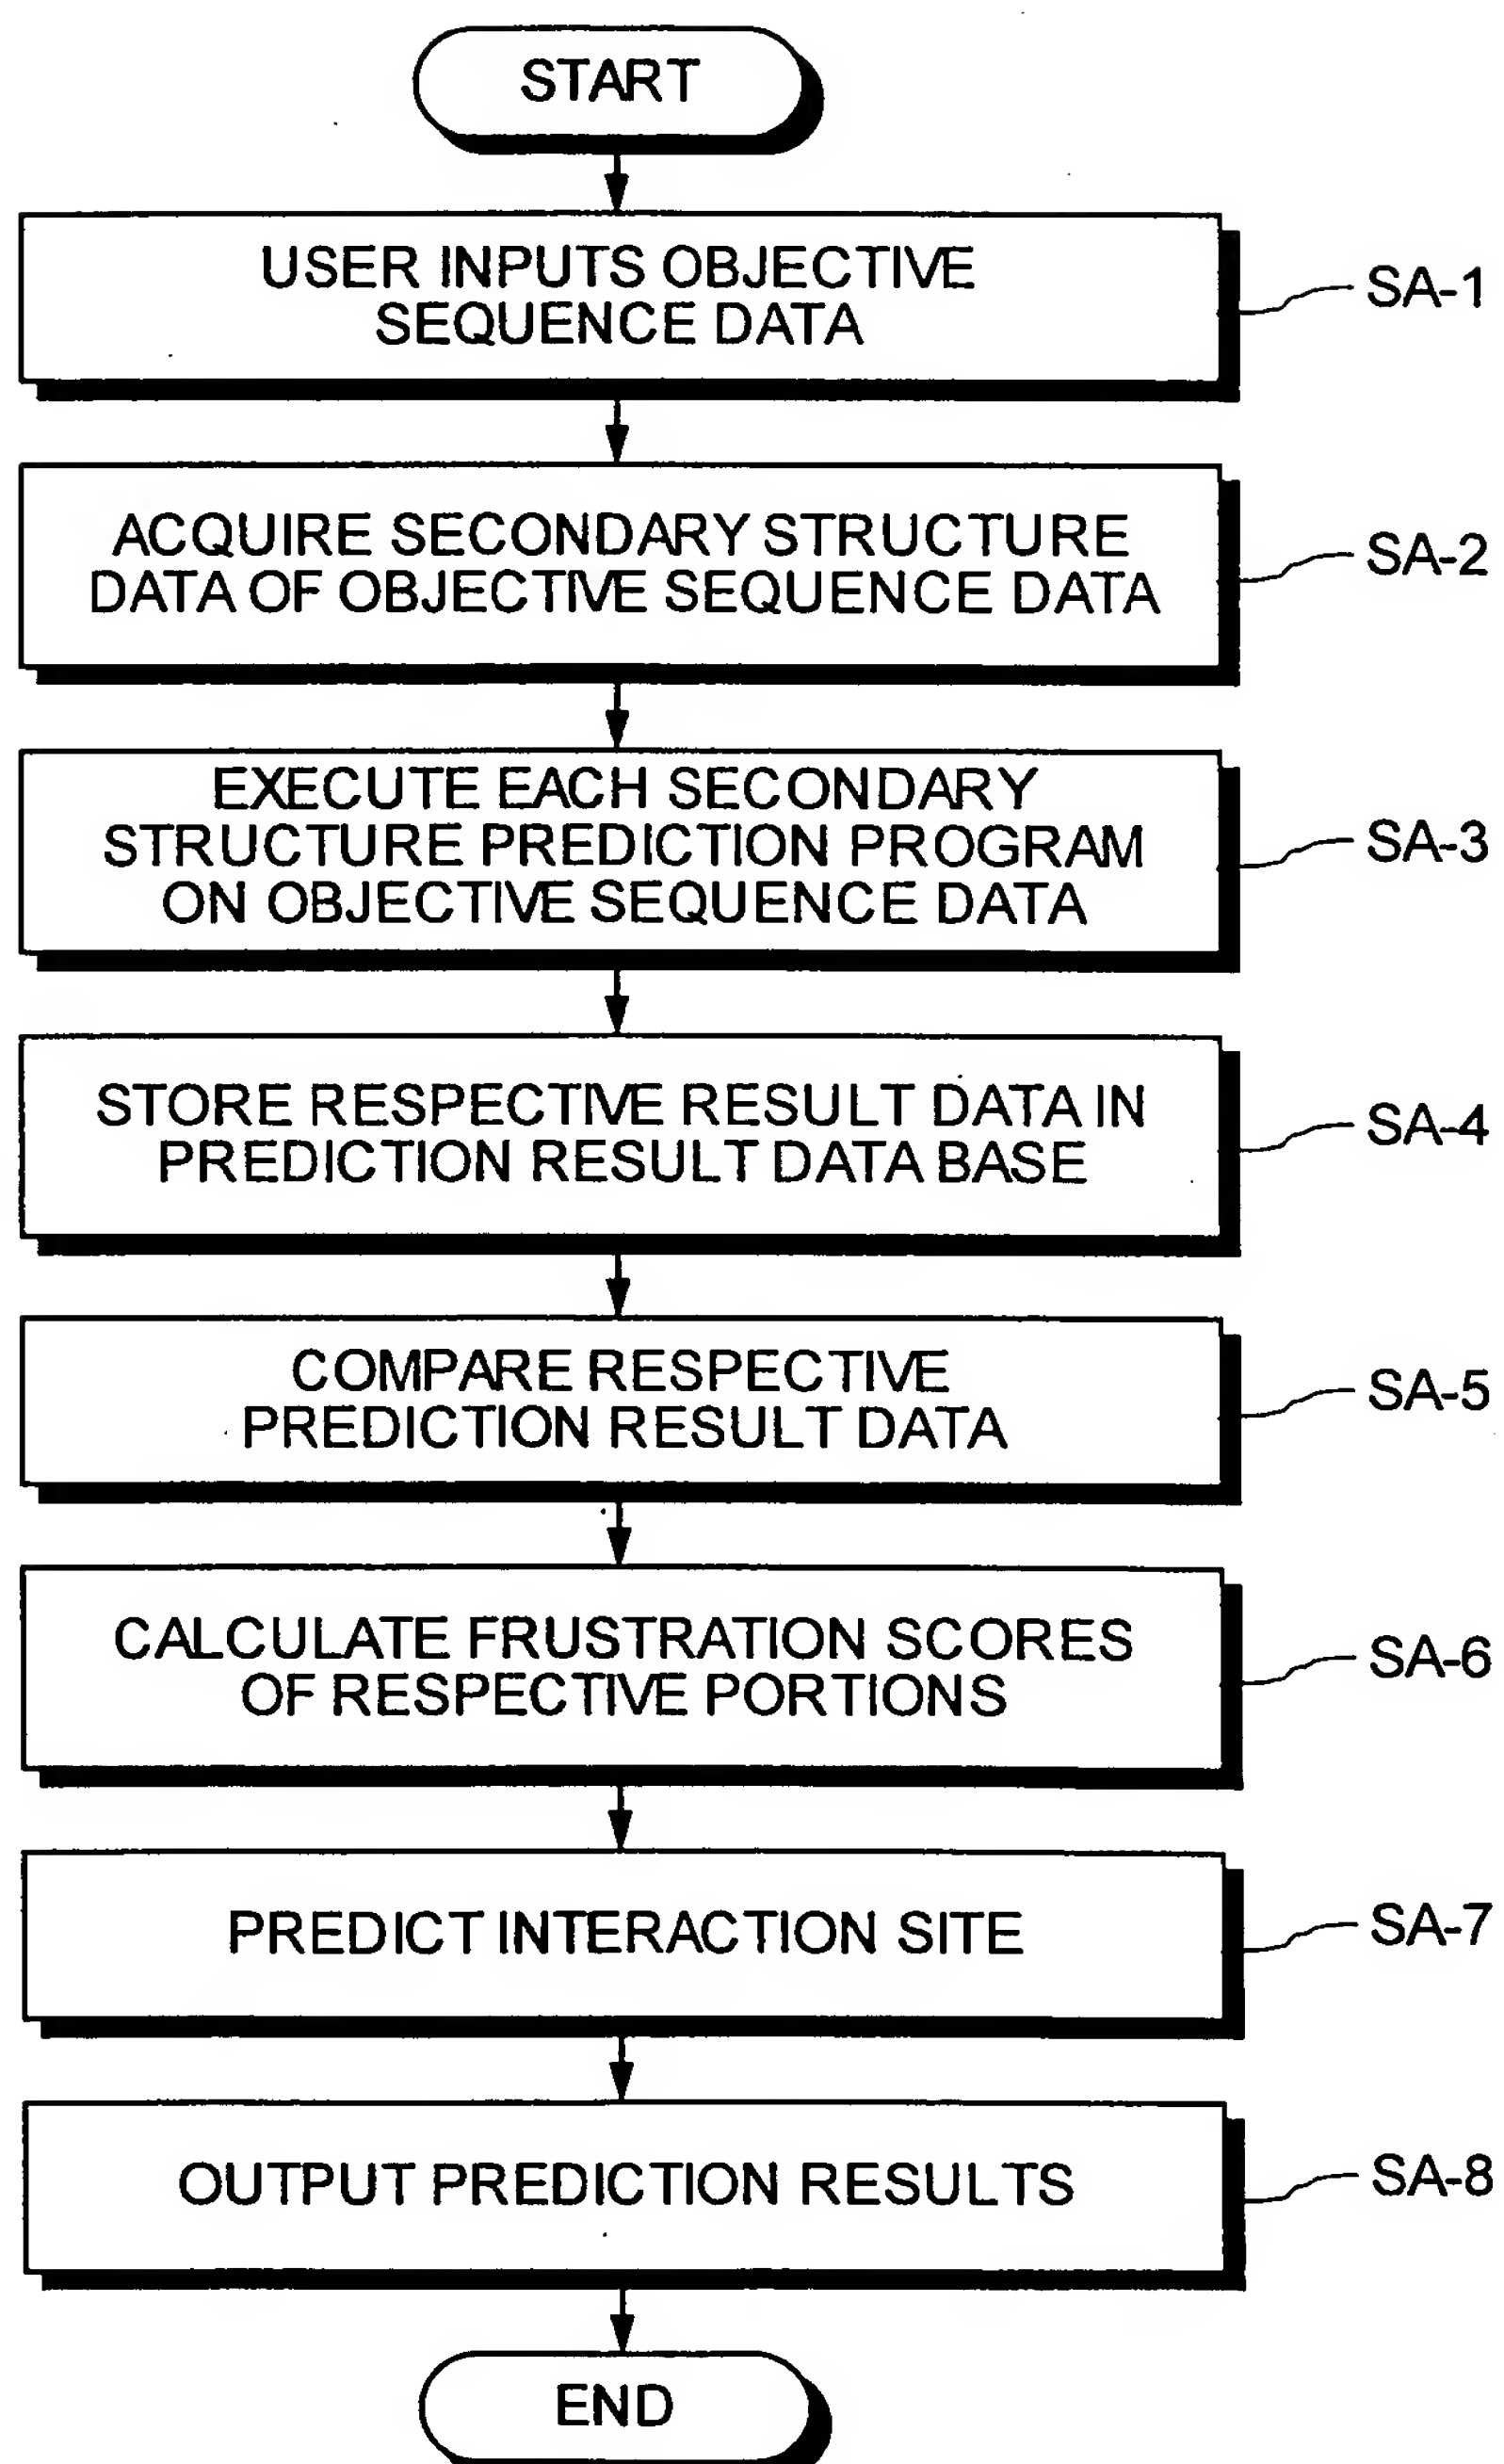 START
USER INPUTS OBJECTIVE
SEQUENCE DATA
SA-1
ACQUIRE SECONDARY STRUCTURE
DATA OF OBJECTIVE SEQUENCE DATA
SA-2
EXECUTE EACH SECONDARY
STRUCTURE PREDICTION PROGRAM
ON OBJECTIVE SEQUENCE DATA
SA-3
STORE RESPECTIVE RESULT DATA IN
PREDICTION RESULT DATA BASE
SA-4
COMPARE RESPECTIVE
PREDICTION RESULT DATA
SA-5
CALCULATE FRUSTRATION SCORES
OF RESPECTIVE PORTIONS
SA-6
PREDICT INTERACTION SITE
SA-7
OUTPUT PREDICTION RESULTS
SA-8
END